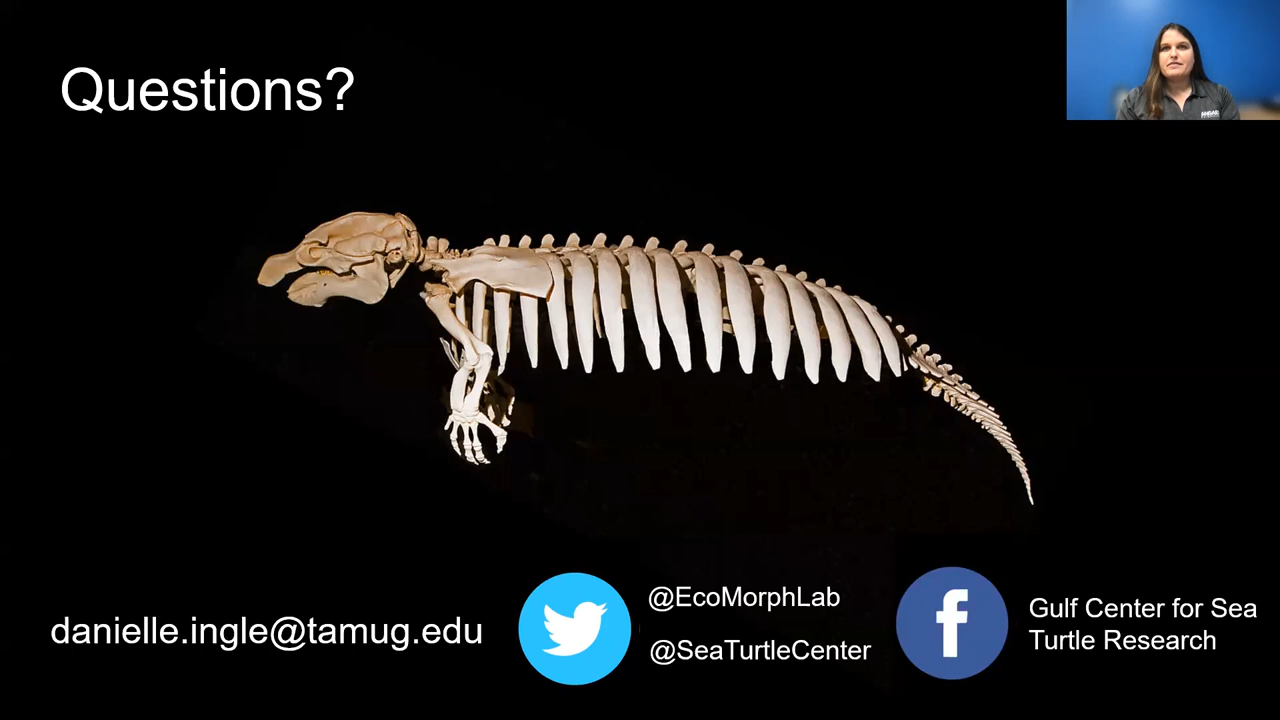 Questions?
danielle.ingle@tamug.edu
@EcoMorphLab
@SeaTurtleCenter
Gulf Center for Sea
Turtle Research